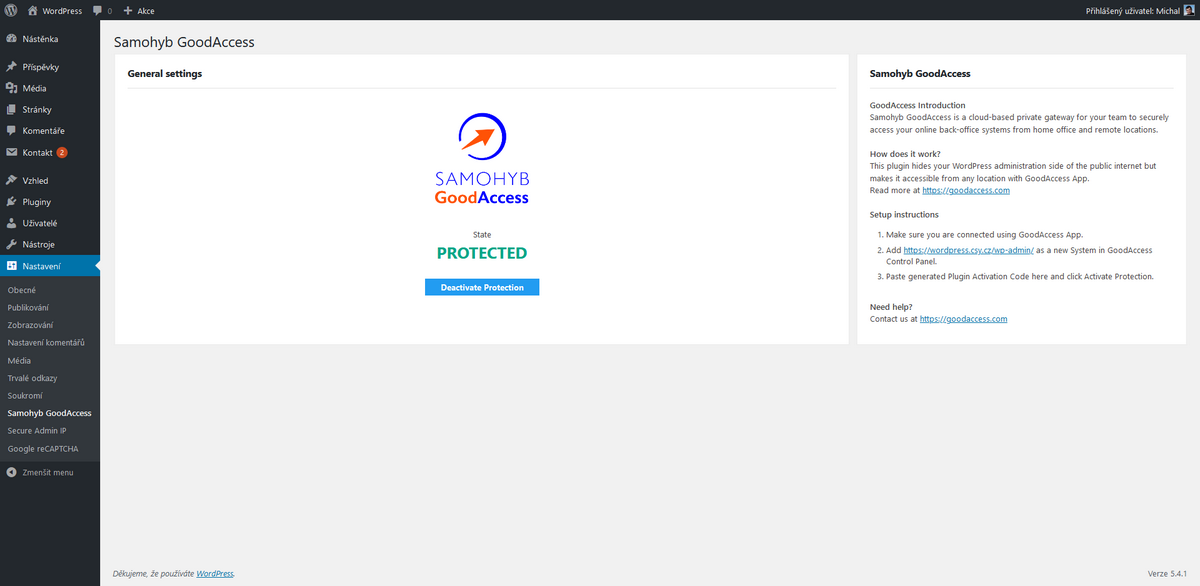 WordPress
0
Akce
Přihlášený uživatel: Michal
Nástěnka
Příspěvky
Média
Stránky
Komentáře
Kontakt 2
Vzhled
Pluginy
Uživatelé
Nástroje
Nastavení
Obecné
Publikování
Zobrazování
Nastavení komentářů
Média
Trvalé odkazy
Soukromí
Samohyb GoodAccess
Secure Admin IP
Google reCAPTCHA
Zmenšit menu
Samohyb GoodAccess
General settings
SAMOHYB
GoodAccess
State
PROTECTED
Deactivate Protection
Samohyb GoodAccess
GoodAccess Introduction
Samohyb GoodAccess is a cloud-based private gateway for your team to securely
access your online back-office systems from home office and remote locations.
How does it work?
This plugin hides your WordPress administration side of the public internet but
makes it accessible from any location with GoodAccess App.
Read more at https://goodaccess.com
Setup instructions
1. Make sure you are connected using GoodAccess App.
2. Add https://wordpress.csy.cz/wp-admin/ as a new System in GoodAccess
Control Panel.
3. Paste generated Plugin Activation Code here and click Activate Protection.
Need help?
Contact us at https://goodaccess.com
Děkujeme, že používáte WordPress.
Verze 5.4.1